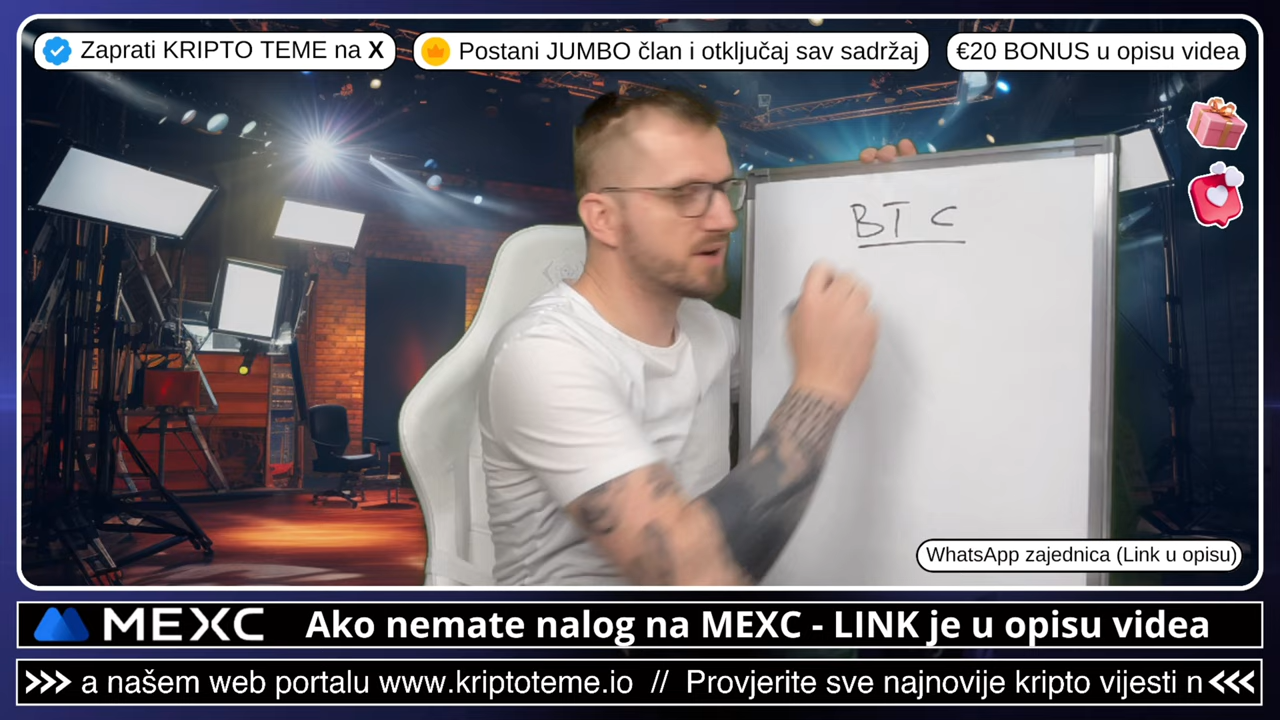 Zaprati KRIPTO TEME na X
Postani JUMBO član i otključaj sav sadržaj
€20 BONUS u opisu videa
BTC
WhatsApp zajednica (Link u opisu)
MEXC
Ako nemate nalog na MEXC - LINK je u opisu videa
>>> a našem web portalu www.kriptoteme.io // Provjerite sve najnovije kripto vijesti n <<<